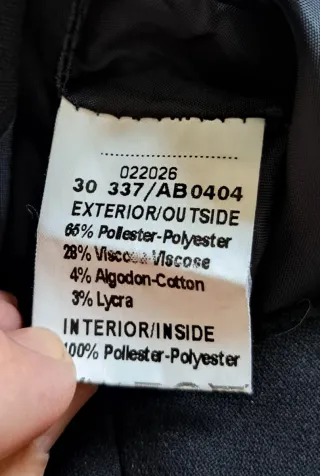 022026
30 337/AB0404
EXTERIOR/OUTSIDE
65% Poliester-Polyester
28% Viscosa-Viscose
4% Algodon-Cotton
3% Lycra
INTERIOR/INSIDE
100% Poliester-Polyester